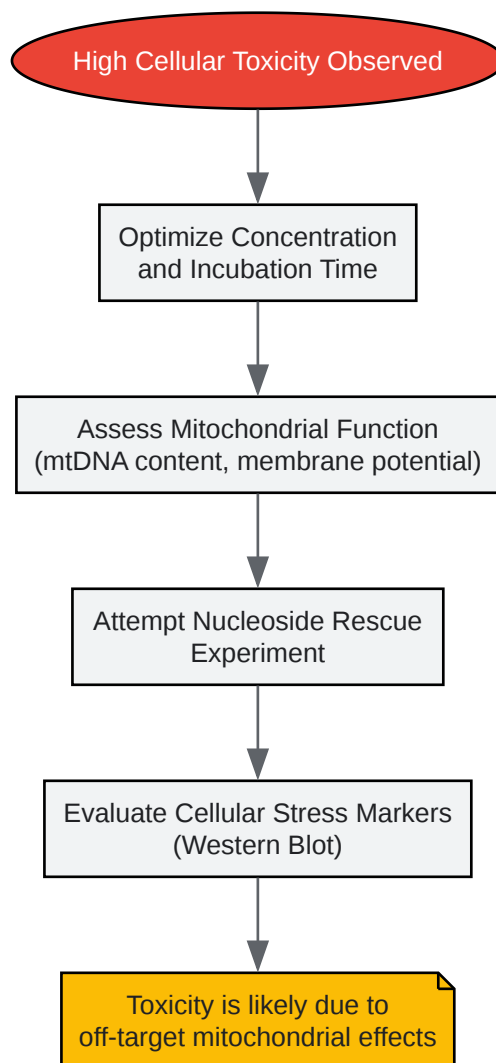 High Cellular Toxicity Observed
Optimize Concentration
and Incubation Time
Assess Mitochondrial Function
(mtDNA content, membrane potential)
Attempt Nucleoside Rescue
Experiment
Evaluate Cellular Stress Markers
(Western Blot)
Toxicity is likely due to
off-target mitochondrial effects